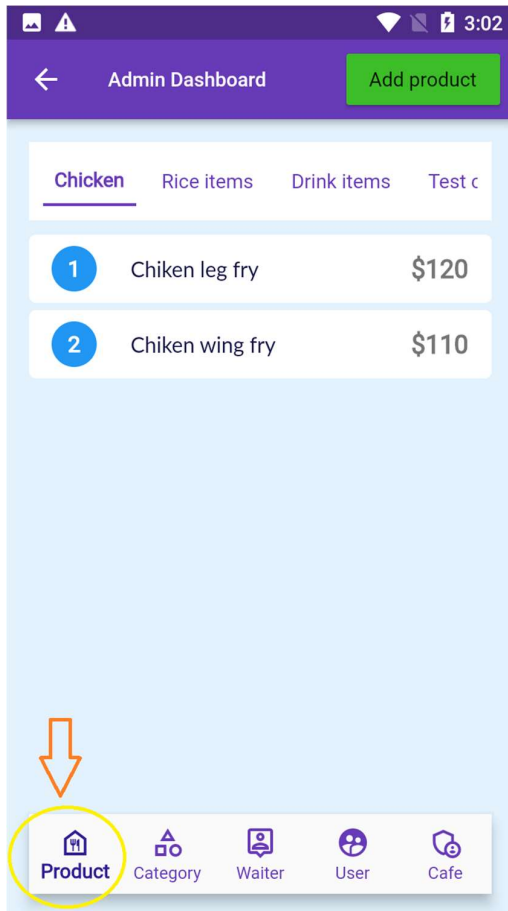 3:02
Admin Dashboard Add product
Chicken Rice items Drink items Test c
1 Chiken leg fry $120
2 Chiken wing fry $110
Product Category Waiter User Cafe